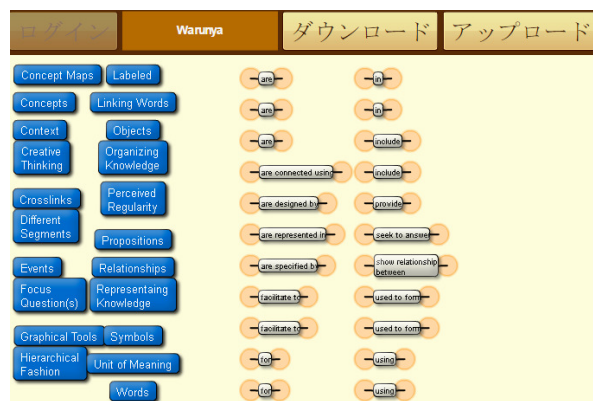 ログイン
Warunya
ダウンロード
アップロード
Concept Maps
Labeled
Concepts
Linking Words
Context
Objects
Creative
Thinking
Organizing
Knowledge
Crosslinks
Perceived
Regularity
Different
Segments
Propositions
Events
Relationships
Focus
Question(s)
Representaing
Knowledge
Graphical Tools
Symbols
Hierarchical
Fashion
Unit of Meaning
Words
are
are
are
are connected using
are designed by
are represented in
are specified by
facilitate to
facilitate to
for
for
in
in
include
include
provide
seek to answer
show relationship
between
used to form
used to form
using
using